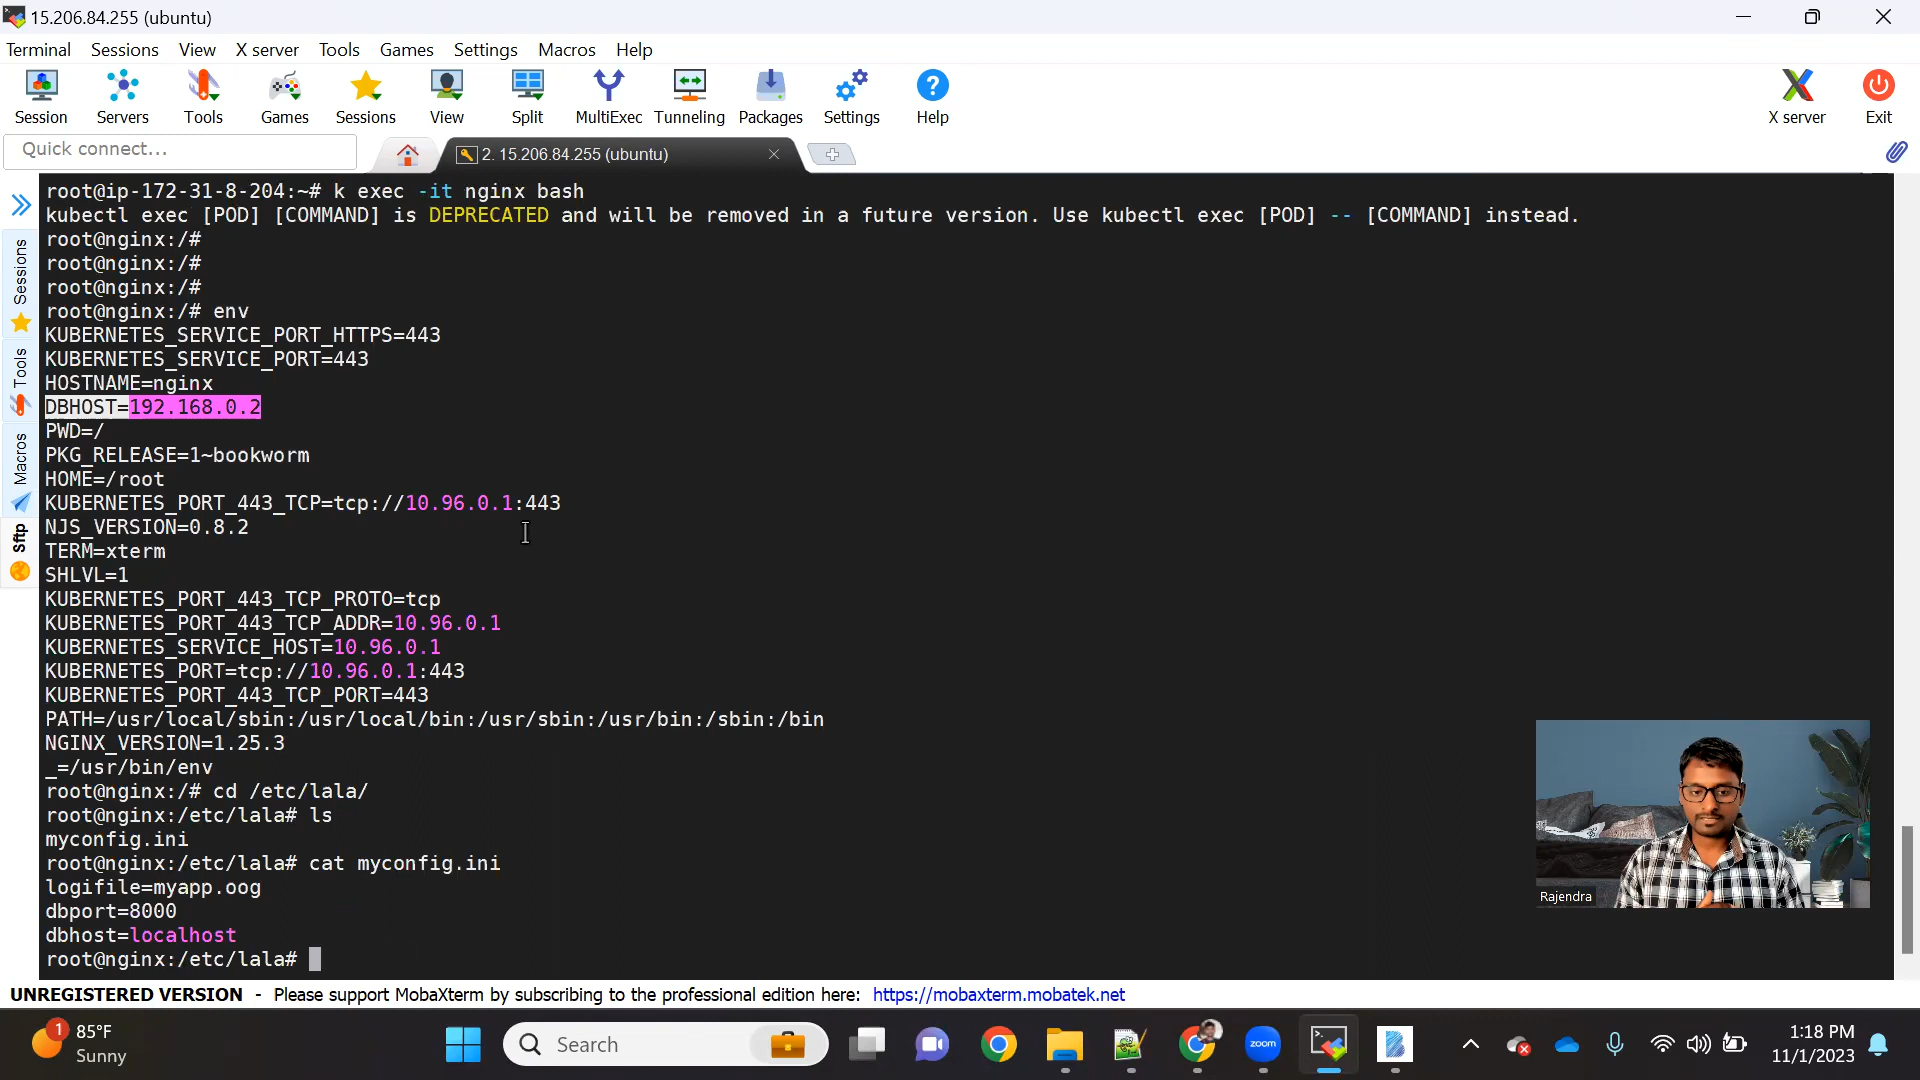 15.206.84.255 (ubuntu)
Terminal Sessions View X server Tools Games Settings Macros Help
Session Servers Tools Games Sessions View Split MultiExec Tunneling Packages Settings Help X server Exit
Quick connect...
2. 15.206.84.255 (ubuntu)
Sessions
Tools
Macros
Sftp
root@ip-172-31-8-204:~# k exec -it nginx bash
kubectl exec [POD] [COMMAND] is DEPRECATED and will be removed in a future version. Use kubectl exec [POD] -- [COMMAND] instead.
root@nginx:/#
root@nginx:/#
root@nginx:/#
root@nginx:/# env
KUBERNETES_SERVICE_PORT_HTTPS=443
KUBERNETES_SERVICE_PORT=443
HOSTNAME=nginx
DBHOST=192.168.0.2
PWD=/
PKG_RELEASE=1~bookworm
HOME=/root
KUBERNETES_PORT_443_TCP=tcp://10.96.0.1:443
NJS_VERSION=0.8.2
TERM=xterm
SHLVL=1
KUBERNETES_PORT_443_TCP_PROTO=tcp
KUBERNETES_PORT_443_TCP_ADDR=10.96.0.1
KUBERNETES_SERVICE_HOST=10.96.0.1
KUBERNETES_PORT=tcp://10.96.0.1:443
KUBERNETES_PORT_443_TCP_PORT=443
PATH=/usr/local/sbin:/usr/local/bin:/usr/sbin:/usr/bin:/sbin:/bin
NGINX_VERSION=1.25.3
_=/usr/bin/env
root@nginx:/# cd /etc/lala/
root@nginx:/etc/lala# ls
myconfig.ini
root@nginx:/etc/lala# cat myconfig.ini
logifile=myapp.oog
dbport=8000
dbhost=localhost
root@nginx:/etc/lala#
Rajendra
UNREGISTERED VERSION - Please support MobaXterm by subscribing to the professional edition here: https://mobaxterm.mobatek.net
1
85°F
Sunny
Search
zoom
1:18 PM
11/1/2023